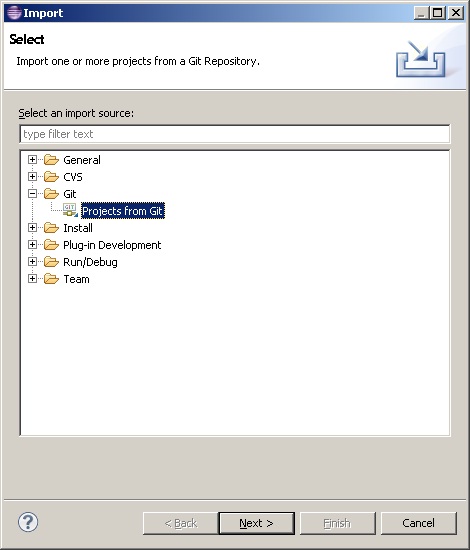 Import
Select
Import one or more projects from a Git Repository.
Select an import source:
type filter text
General
CVS
Git
GIT
Projects from Git
Install
Plug-in Development
Run/Debug
Team
?
< Back
Next >
Finish
Cancel